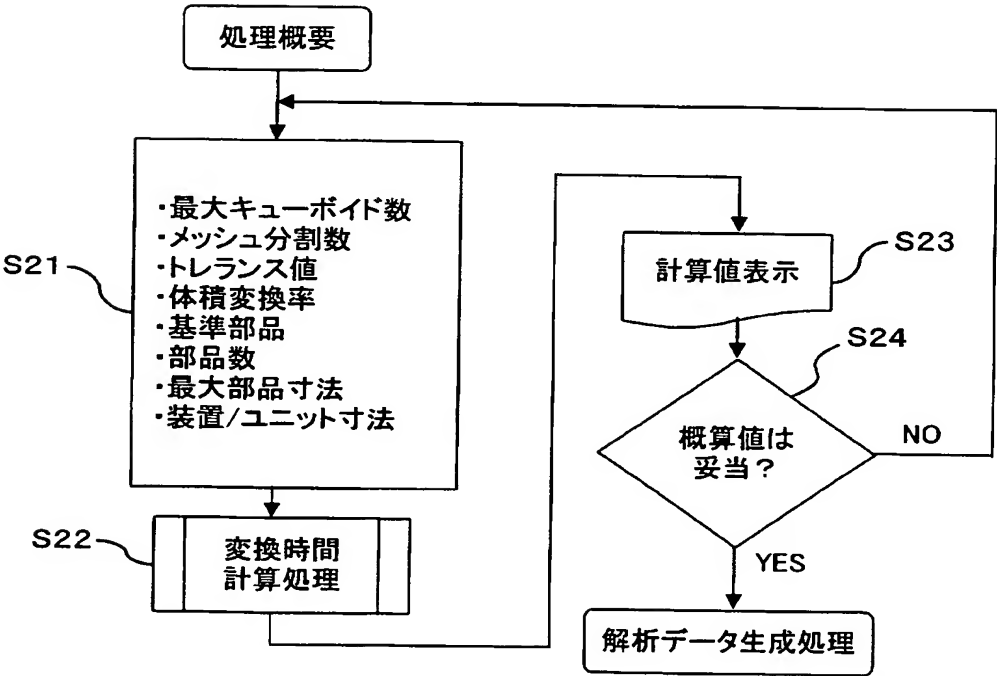 処理概要
S21
・最大キューボイド数
・メッシュ分割数
・トレランス値
・体積変換率
・基準部品
・部品数
・最大部品寸法
・装置/ユニット寸法
S22
変換時間
計算処理
S23
計算値表示
S24
概算値は
妥当?
NO
YES
解析データ生成処理